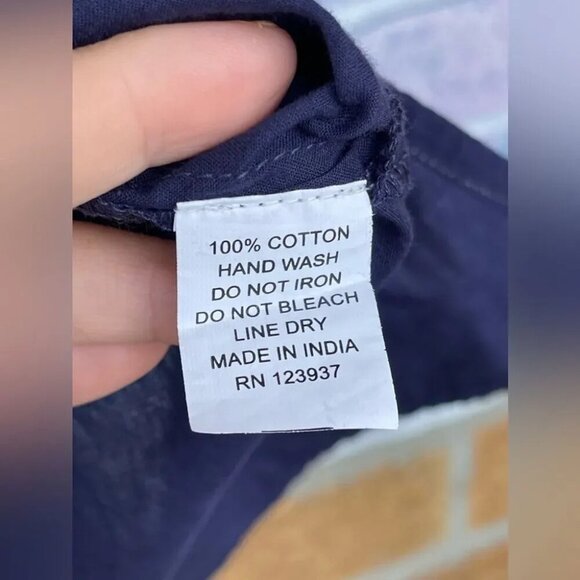 100% COTTON
HAND WASH
DO NOT IRON
DO NOT BLEACH
LINE DRY
MADE IN INDIA
RN 123937